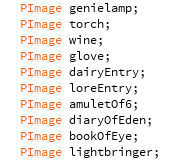 PImage genielamp;
PImage torch;
PImage wine;
PImage glove;
PImage dairyEntry;
PImage loreEntry;
PImage amuletOf6;
PImage diaryOfEden;
PImage bookOfEye;
PImage lightbringer;